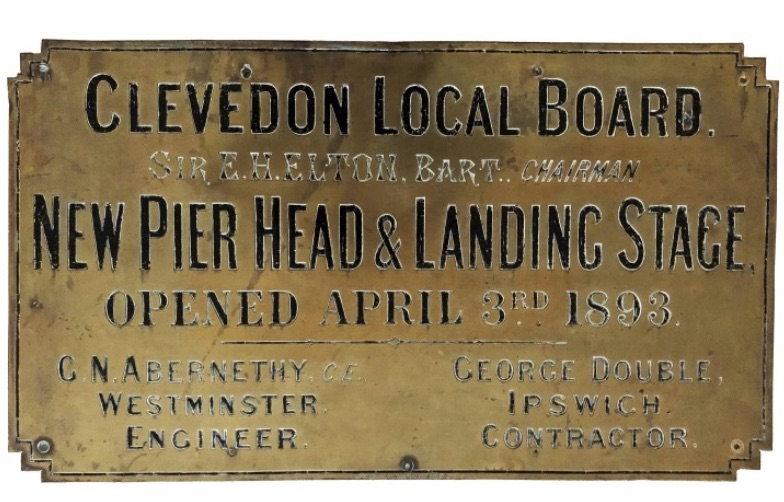 CLEVEDON LOCAL BOARD.
SIR E.H. ELTON, BART., CHAIRMAN
NEW PIER HEAD & LANDING STAGE,
OPENED APRIL 3RD 1893.
G. N. ABERNETHY, C.E.
GEORGE DOUBLE,
WESTMINSTER.
IPSWICH.
ENGINEER.
CONTRACTOR.